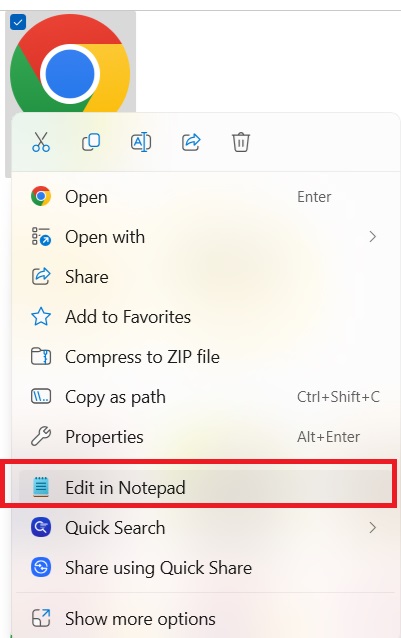 Open Enter
Open with
Share
Add to Favorites
Compress to ZIP file
Copy as path Ctrl+Shift+C
Properties Alt+Enter
Edit in Notepad
Quick Search
Share using Quick Share
Show more options